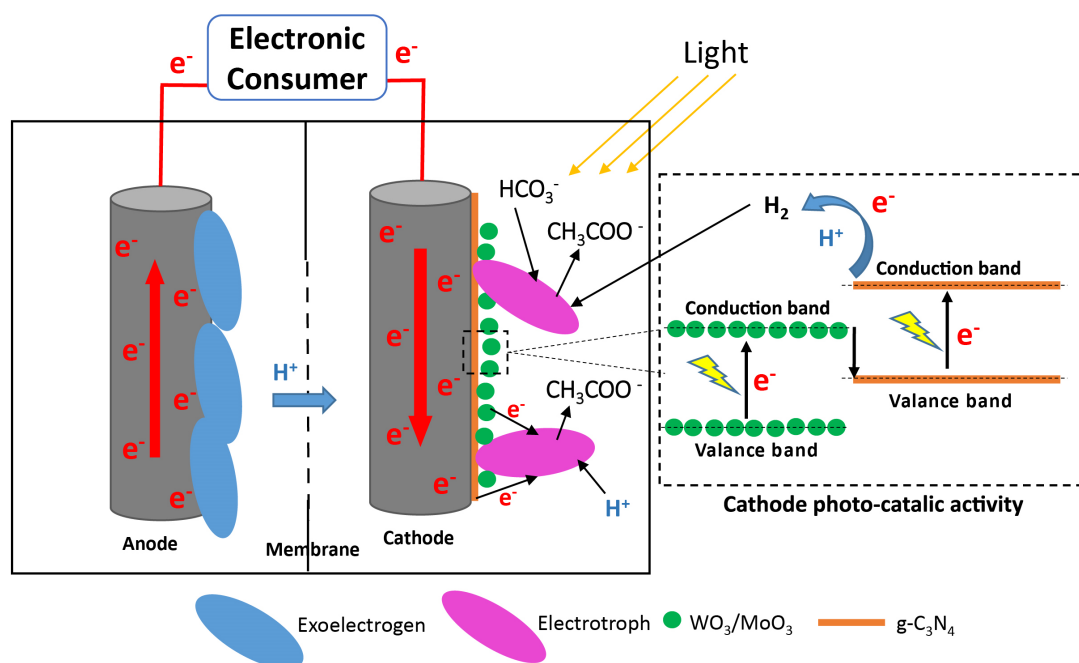 Electronic
Consumer
e-
e-
Light
HCO₃⁻
CH₃COO⁻
H₂
e-
H⁺
Conduction band
Conduction band
e-
e-
e-
e-
e-
e-
e-
e-
e-
e-
e-
e-
e-
H⁺
CH₃COO⁻
e-
e-
H⁺
Valance band
Valance band
Cathode photo-catalic activity
Anode
Membrane
Cathode
Exoelectrogen
Electrotroph
WO₃/MoO₃
g-C₃N₄